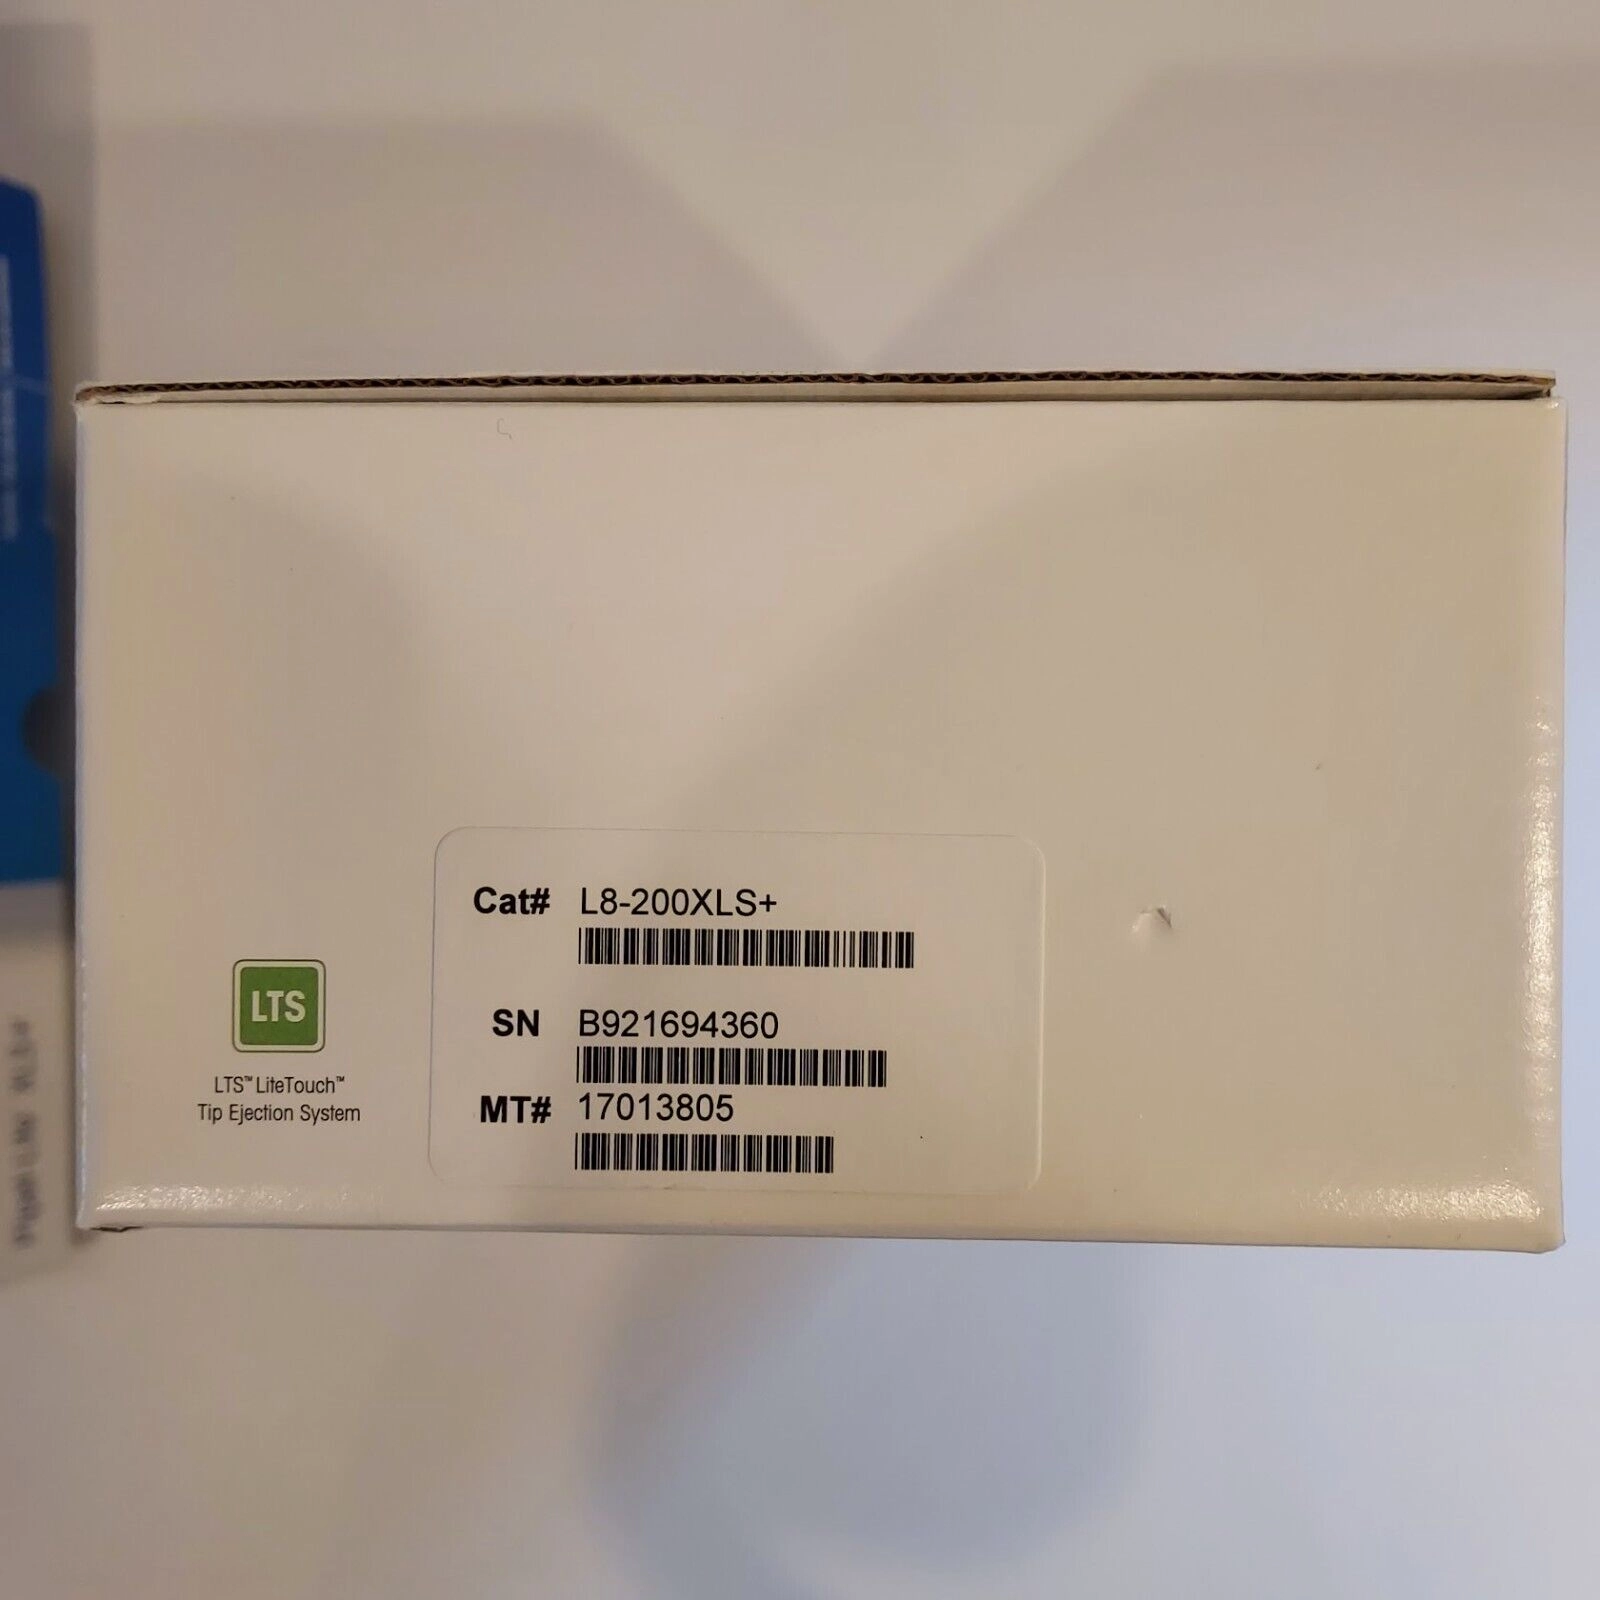 Cat# L8-200XLS+
SN B921694360
MT# 17013805
LTS
LTS™ LiteTouch™
Tip Ejection System